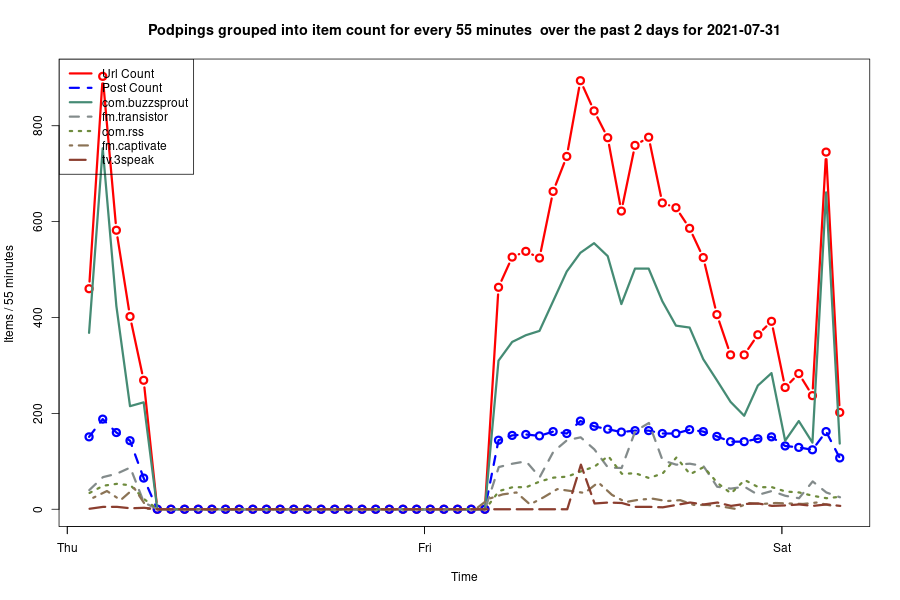 Podpings grouped into item count for every 55 minutes  over the past 2 days for 2021-07-31
Url Count
Post Count
com.buzzsprout
fm.transistor
com.rss
fm.captivate
tv.3speak
Items / 55 minutes
800
600
400
200
0
Thu
Fri
Sat
Time